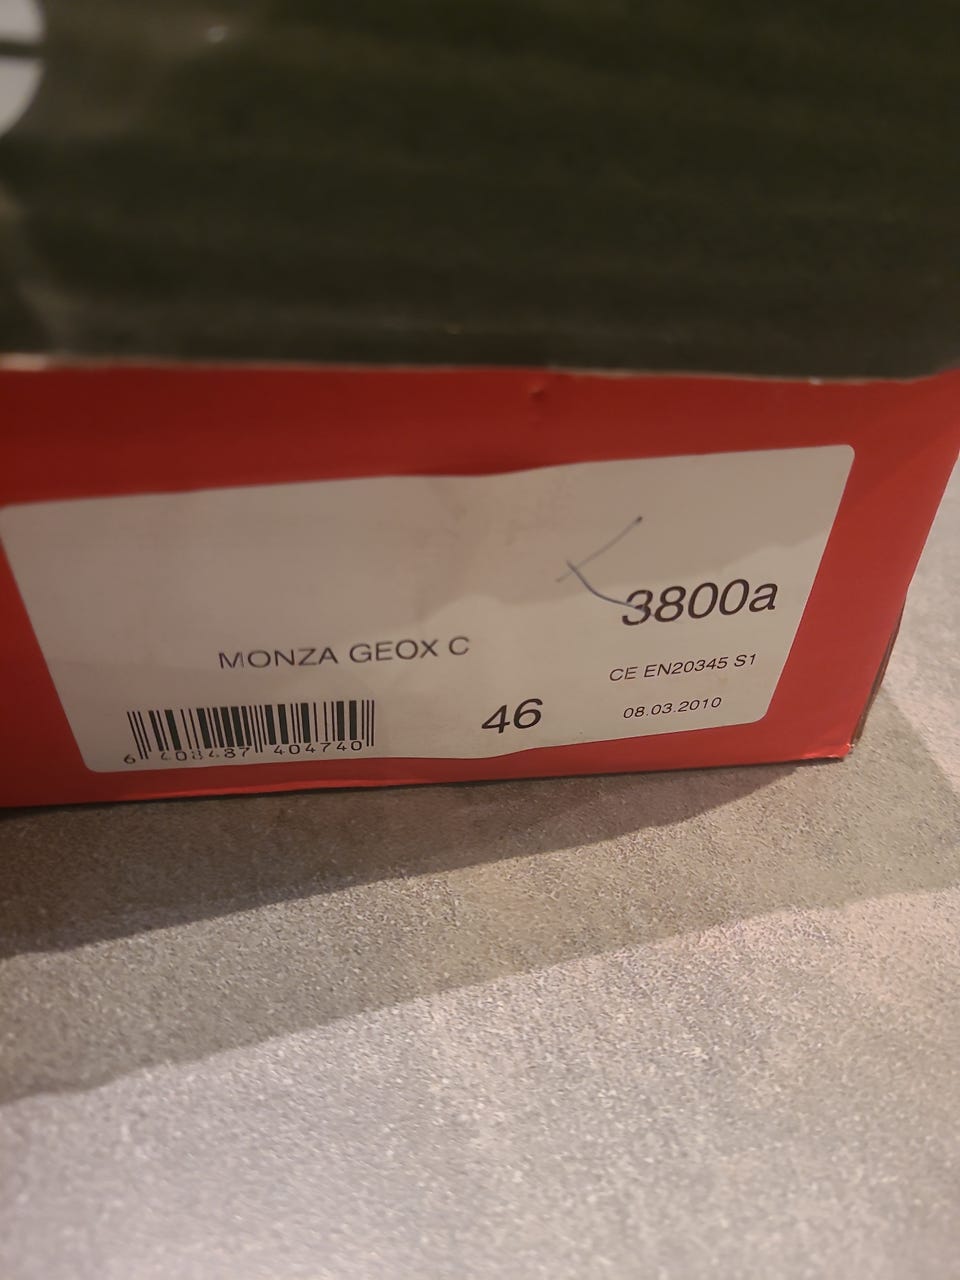 3800a
MONZA GEOX C
CE EN20345 S1
46
08.03.2010
6 408487 404740